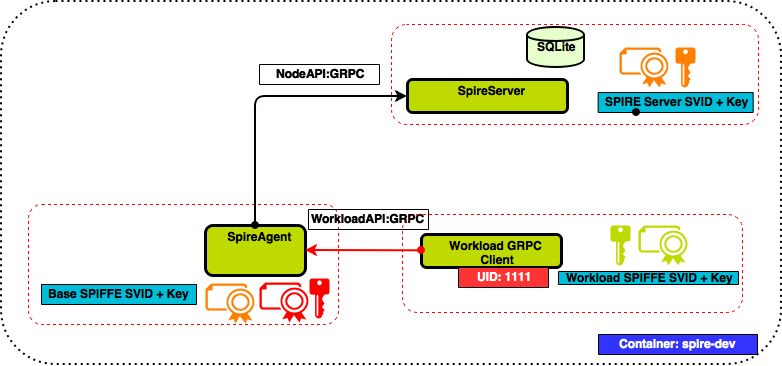 SQLite
NodeAPI:GRPC
SpireServer
SPIRE Server SVID + Key
WorkloadAPI:GRPC
SpireAgent
Workload GRPC
Client
UID: 1111
Workload SPIFFE SVID + Key
Base SPIFFE SVID + Key
Container: spire-dev